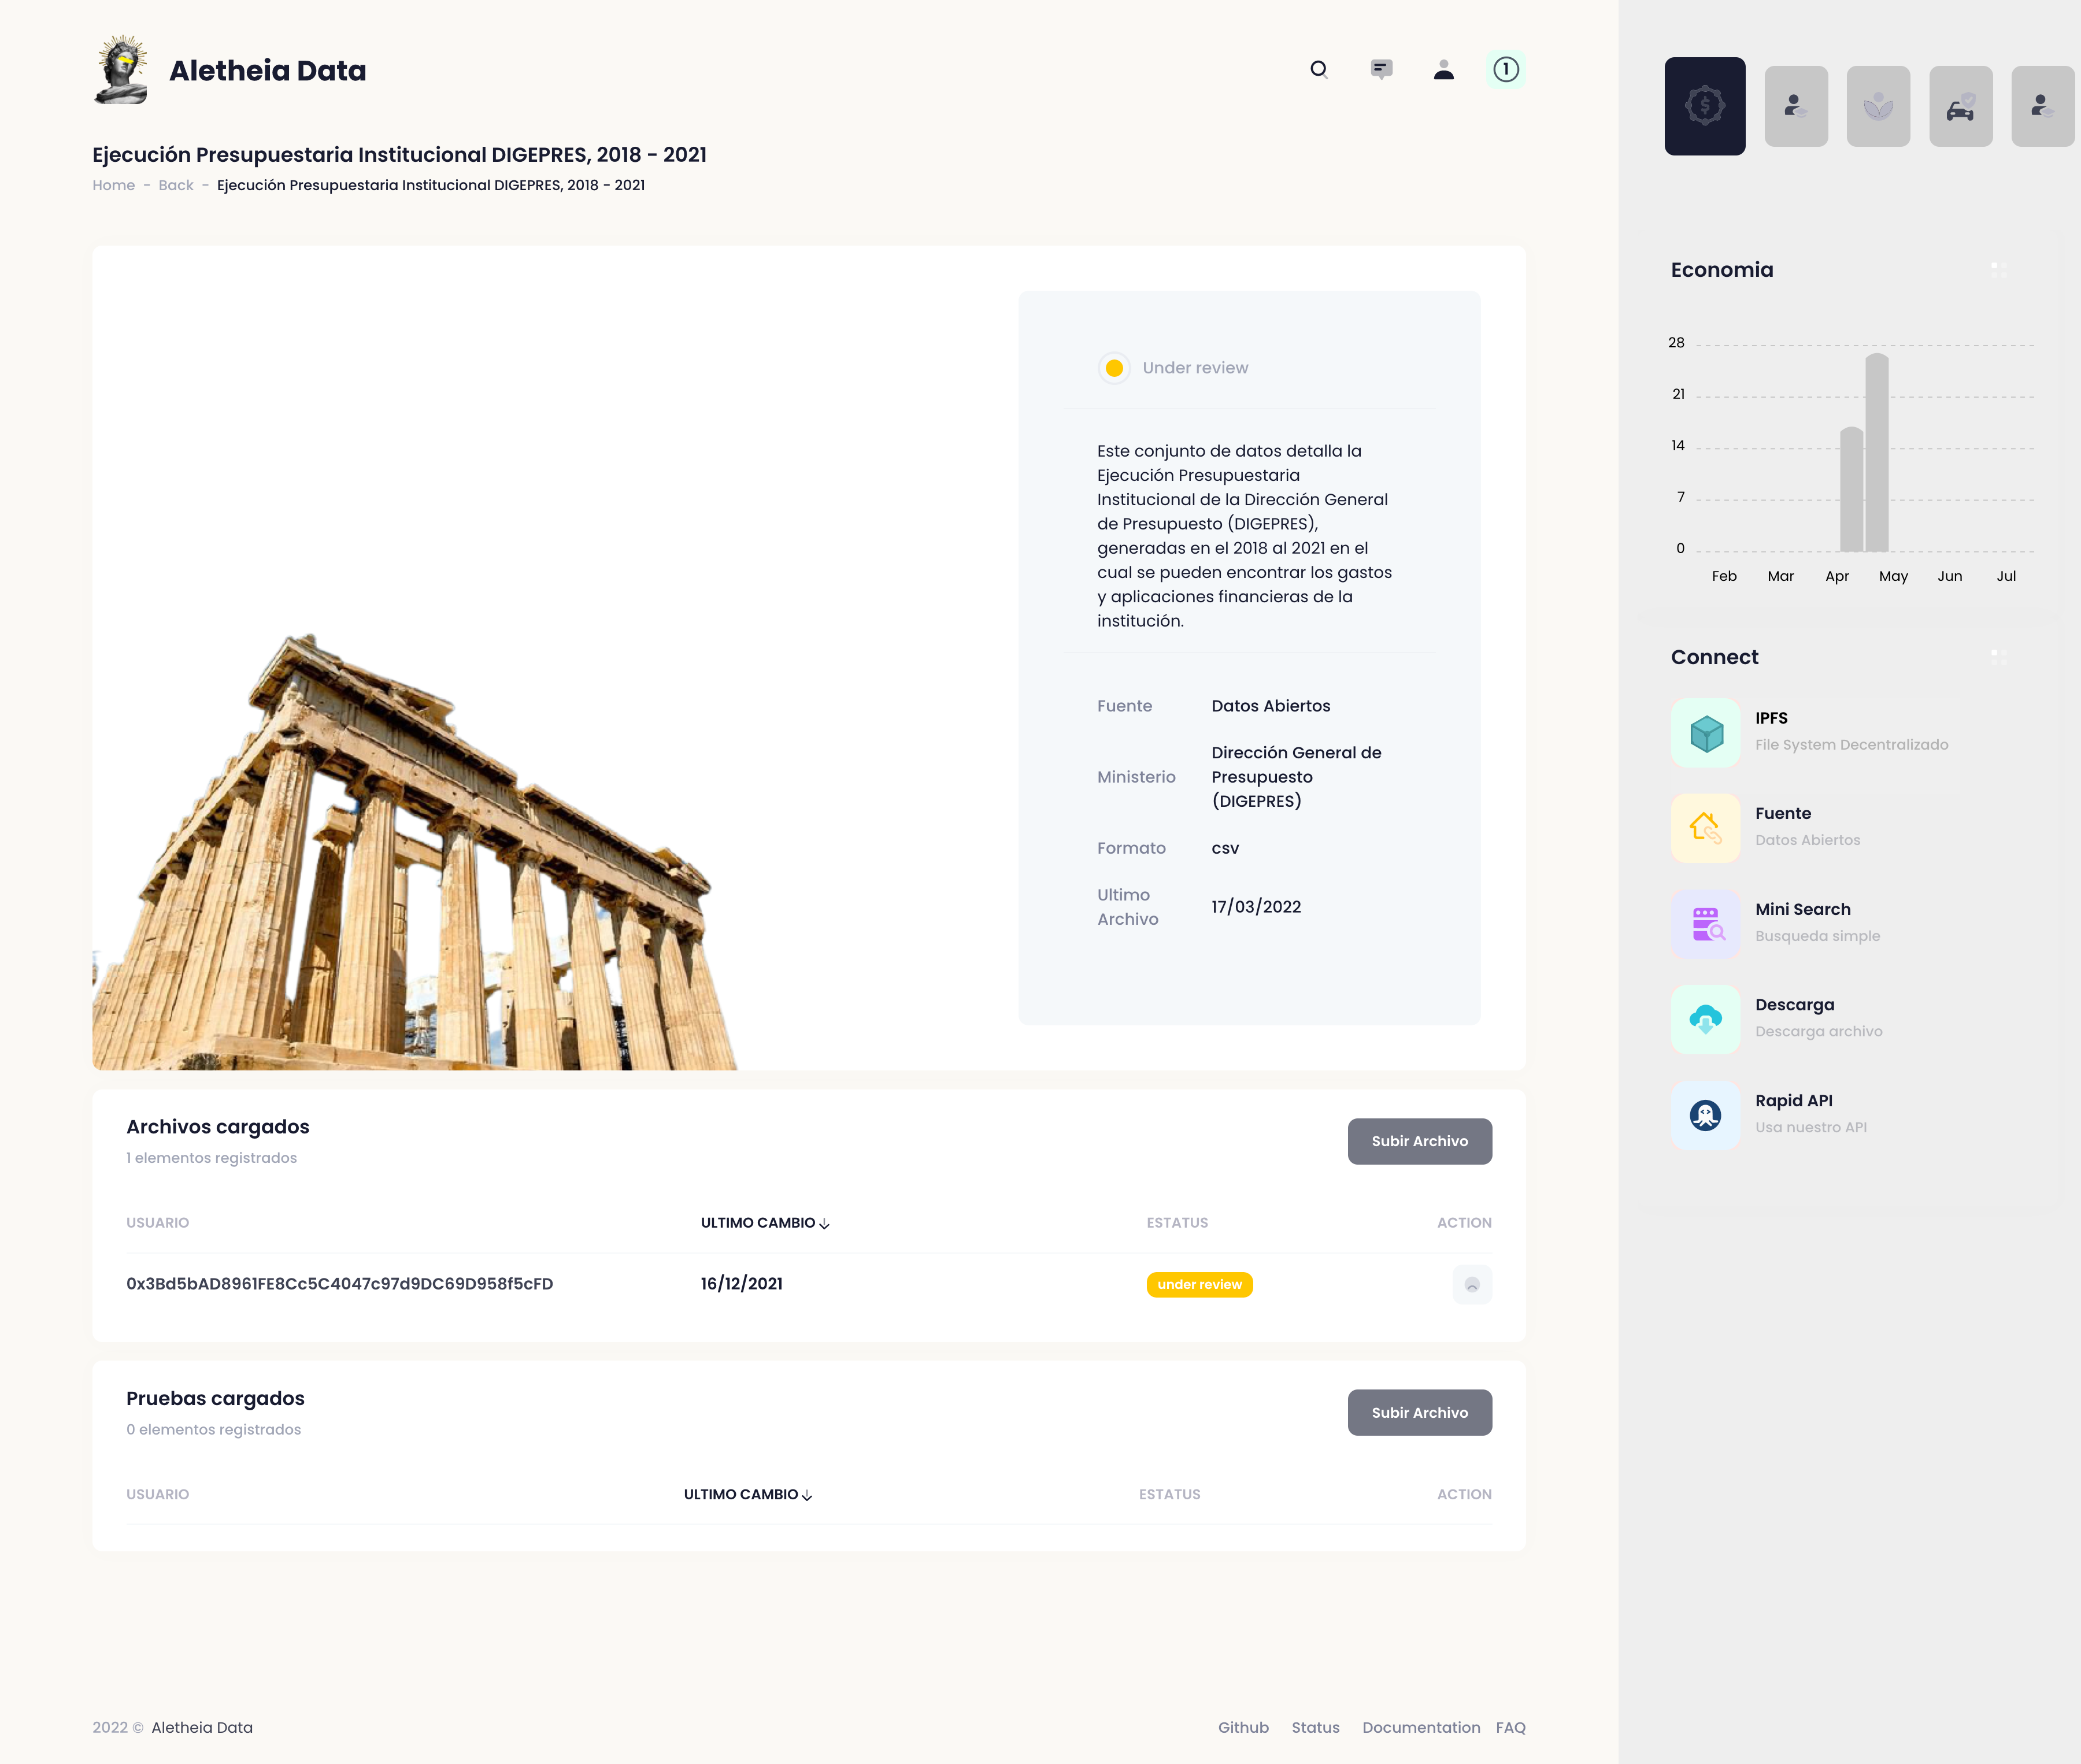 Aletheia Data
1
Ejecución Presupuestaria Institucional DIGEPRES, 2018 - 2021
Home - Back - Ejecución Presupuestaria Institucional DIGEPRES, 2018 - 2021
Under review
Este conjunto de datos detalla la
Ejecución Presupuestaria
Institucional de la Dirección General
de Presupuesto (DIGEPRES),
generadas en el 2018 al 2021 en el
cual se pueden encontrar los gastos
y aplicaciones financieras de la
institución.
Fuente Datos Abiertos
Ministerio Dirección General de
Presupuesto
(DIGEPRES)
Formato csv
Ultimo
Archivo 17/03/2022
Archivos cargados
1 elementos registrados
Subir Archivo
USUARIO ULTIMO CAMBIO ESTATUS ACTION
0x3Bd5bAD8961FE8Cc5C4047c97d9DC69D958f5cFD 16/12/2021 under review
Pruebas cargados
0 elementos registrados
Subir Archivo
USUARIO ULTIMO CAMBIO ESTATUS ACTION
2022 © Aletheia Data
Github Status Documentation FAQ
$
Economia
28
21
14
7
0
Feb Mar Apr May Jun Jul
Connect
IPFS
File System Decentralizado
Fuente
Datos Abiertos
Mini Search
Busqueda simple
Descarga
Descarga archivo
Rapid API
Usa nuestro API